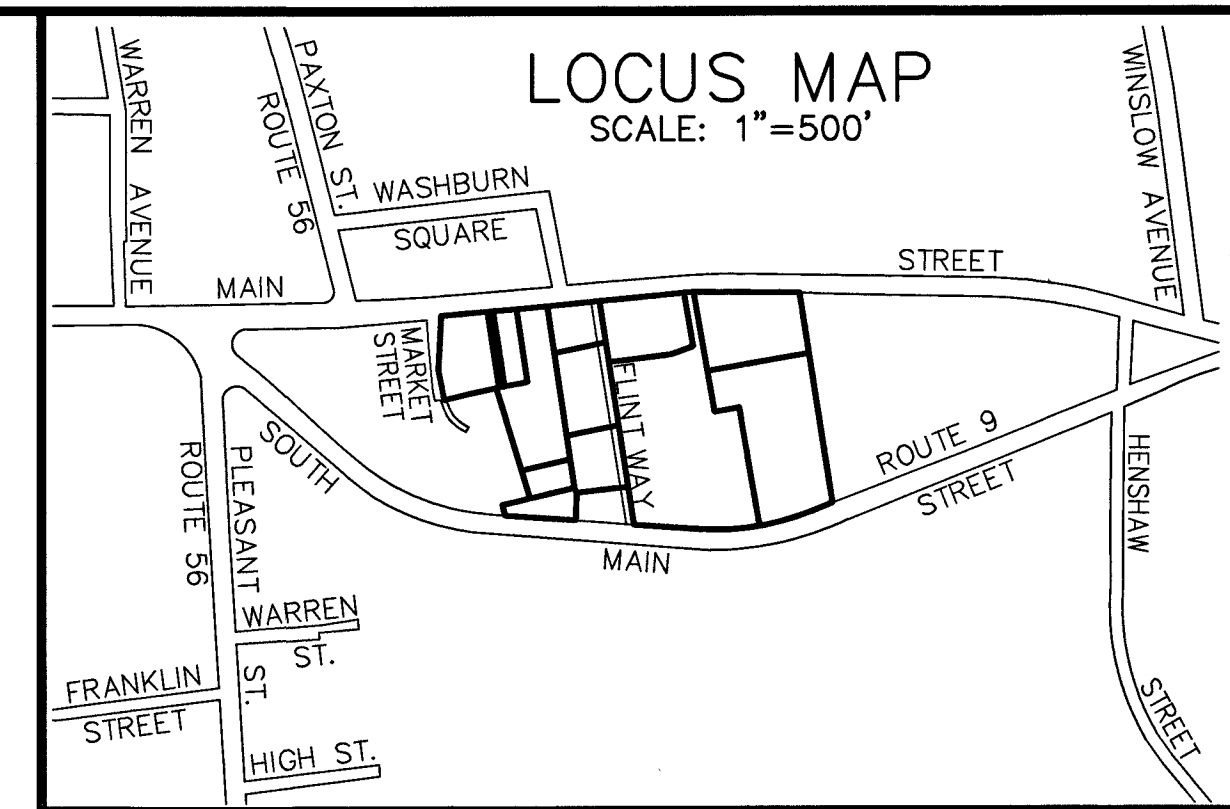 LOCUS MAP
SCALE: 1"=500'
WARREN AVENUE
PAXTON ST.
ROUTE 56
WASHBURN
SQUARE
WINSLOW AVENUE
MAIN
STREET
MARKET
STREET
FLINT WAY
SOUTH
MAIN
STREET
ROUTE 9
ROUTE 56
PLEASANT
ST.
HENSHAW
STREET
WARREN
ST.
FRANKLIN
STREET
HIGH ST.